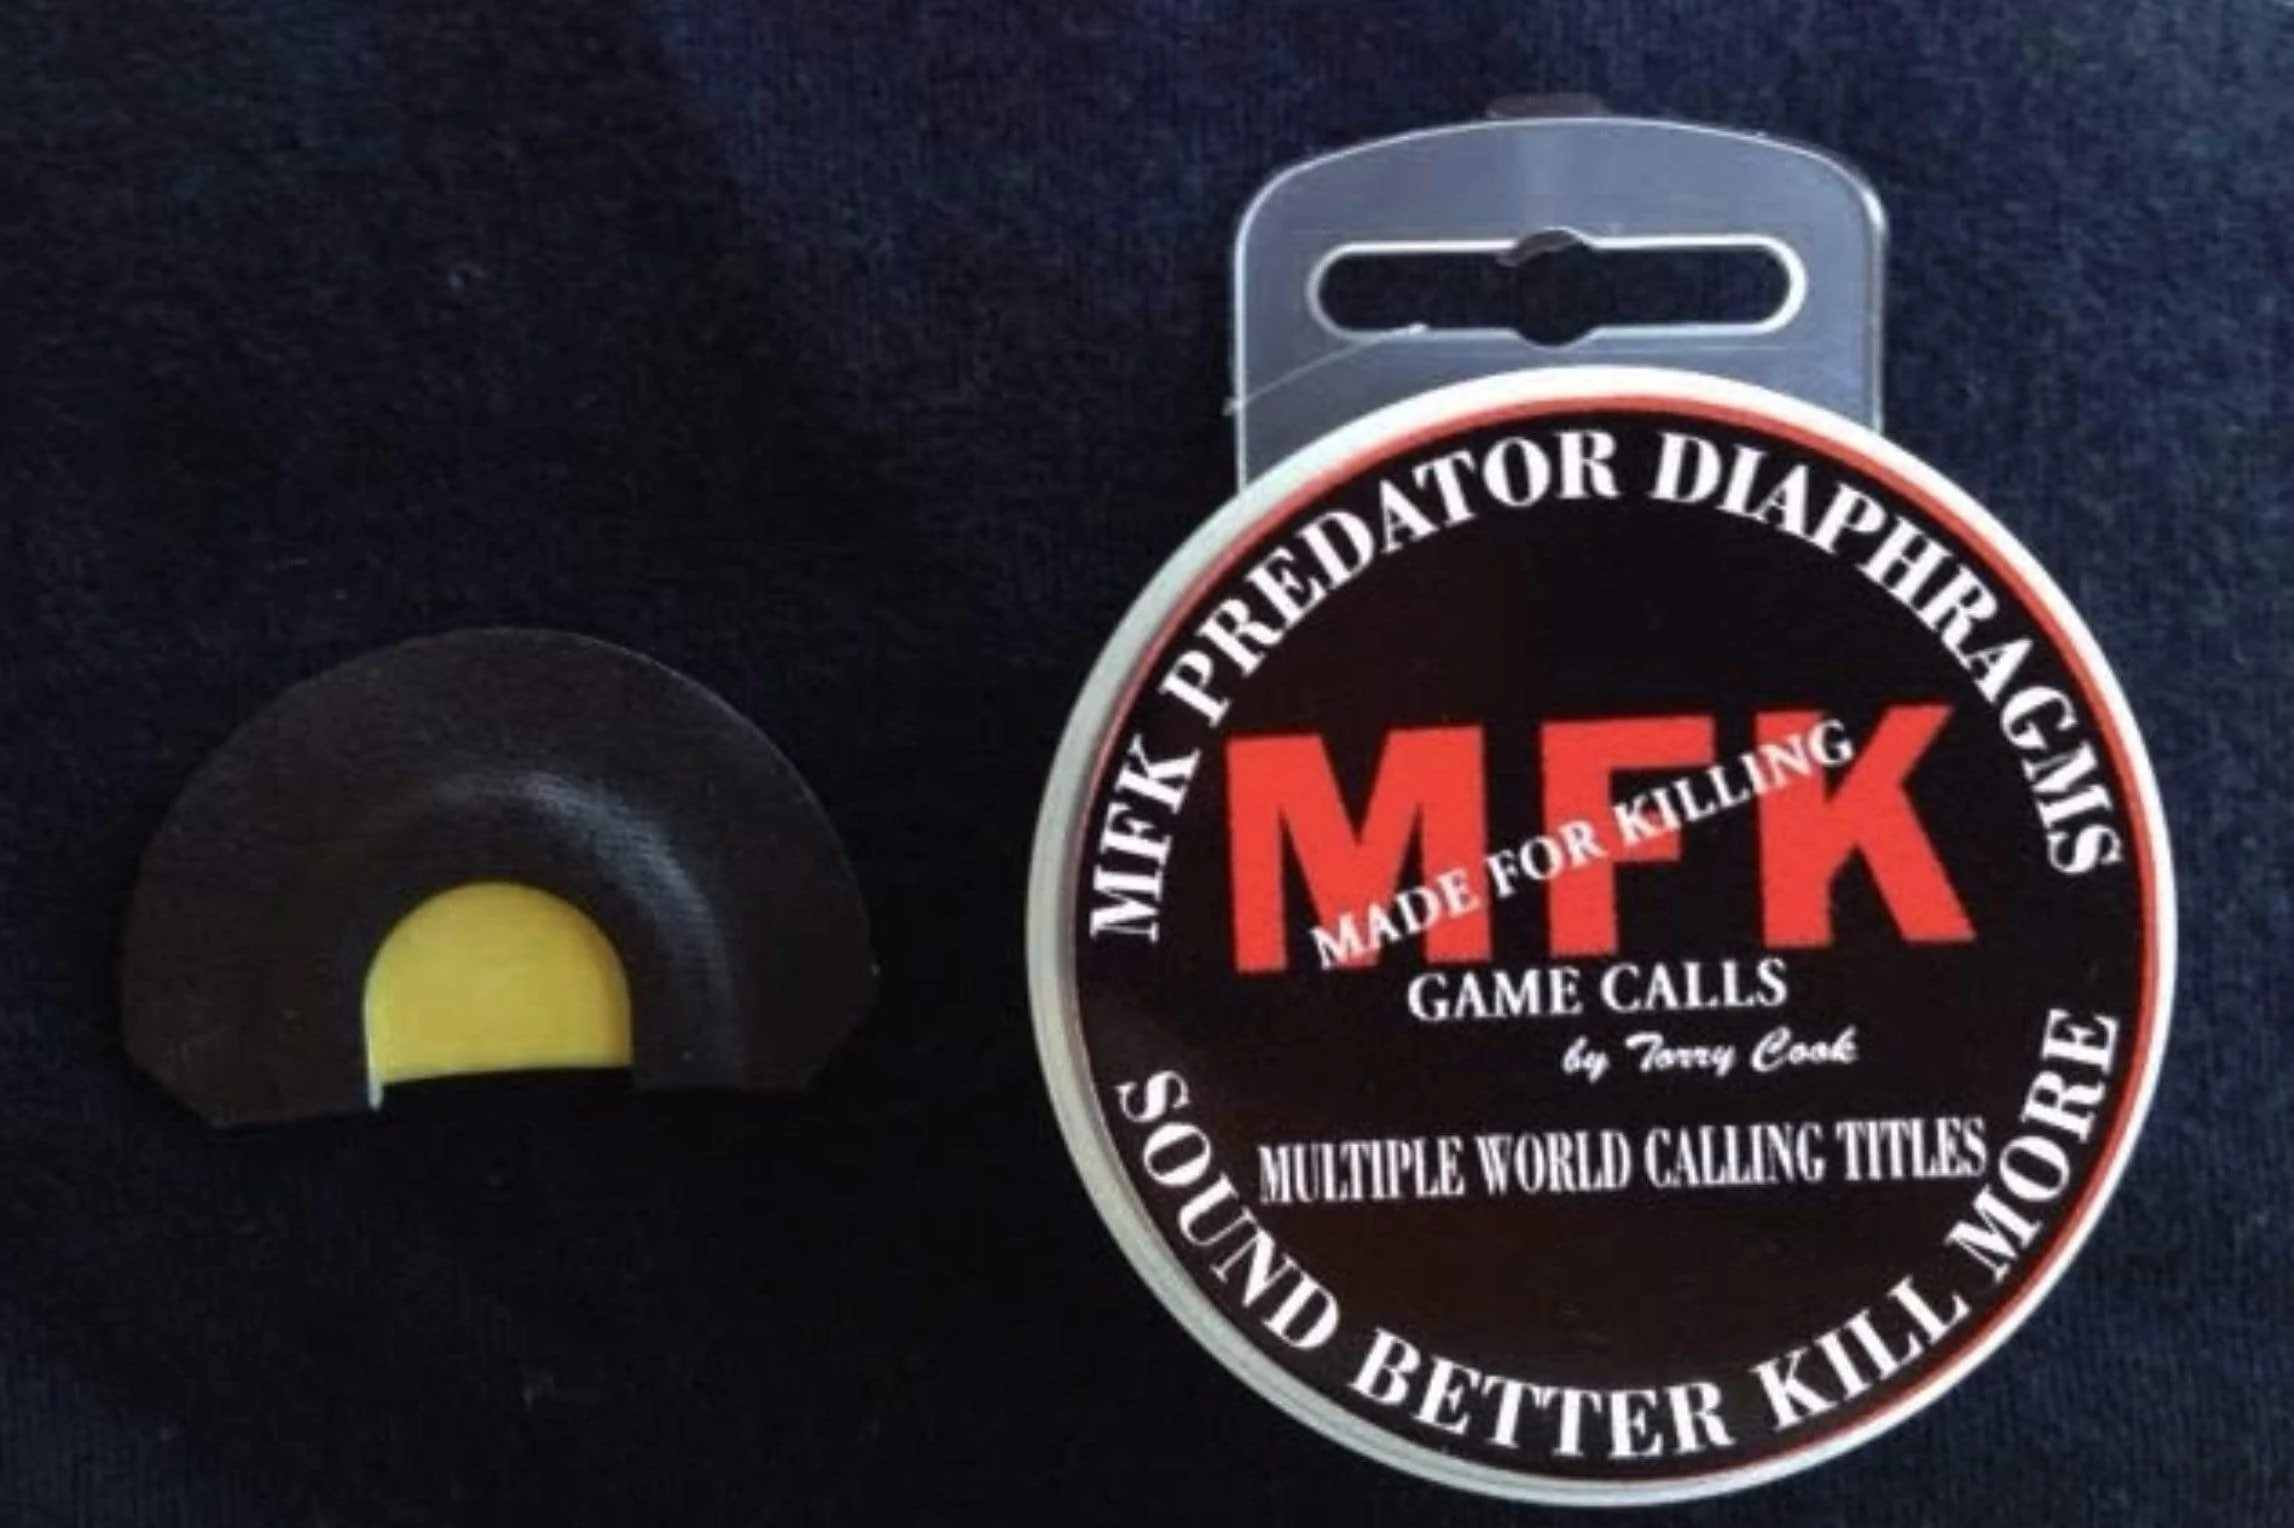 MFK PREDATOR DIAPHRAGMS
MFK
MADE FOR KILLING
GAME CALLS
by Torry Cook
MULTIPLE WORLD CALLING TITLES
SOUND BETTER KILL MORE